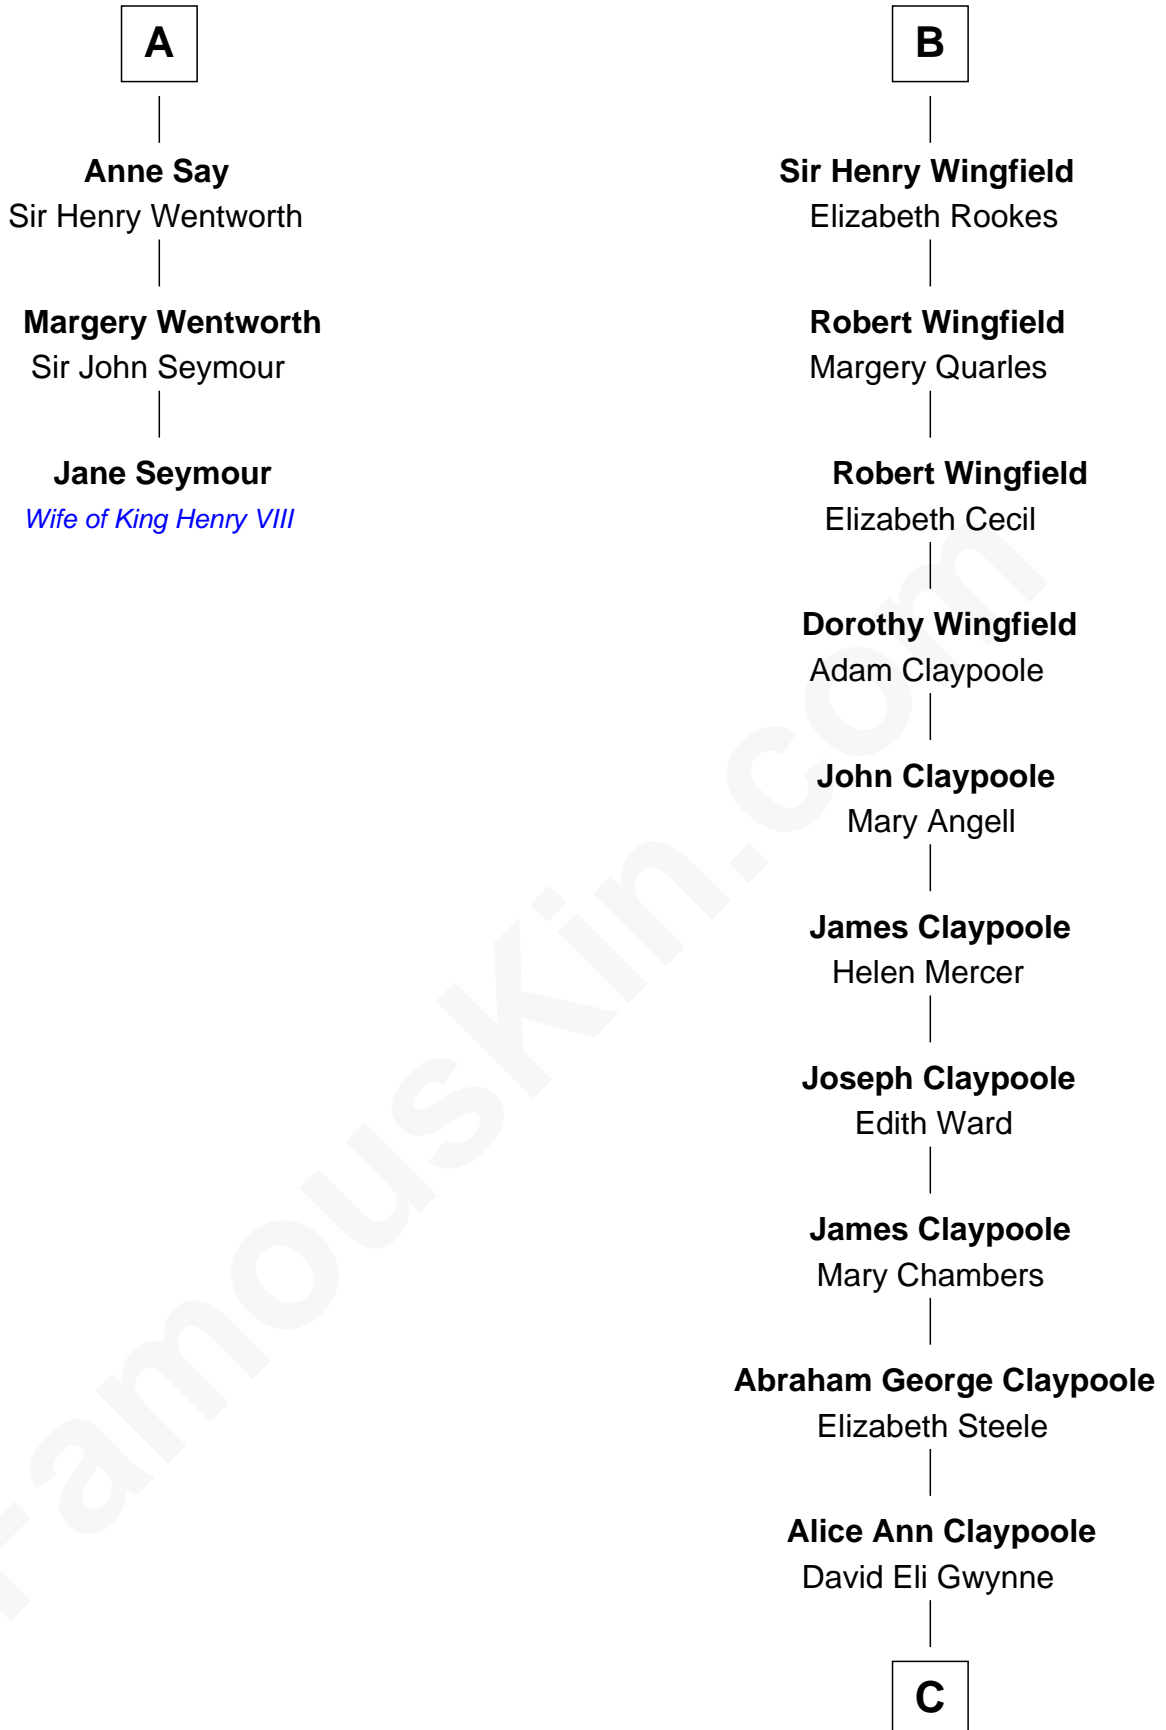 A
Anne Say
Sir Henry Wentworth
Margery Wentworth
Sir John Seymour
Jane Seymour
Wife of King Henry VIII
B
Sir Henry Wingfield
Elizabeth Rookes
Robert Wingfield
Margery Quarles
Robert Wingfield
Elizabeth Cecil
Dorothy Wingfield
Adam Claypoole
John Claypoole
Mary Angell
James Claypoole
Helen Mercer
Joseph Claypoole
Edith Ward
James Claypoole
Mary Chambers
Abraham George Claypoole
Elizabeth Steele
Alice Ann Claypoole
David Eli Gwynne
C
FamousKin.com